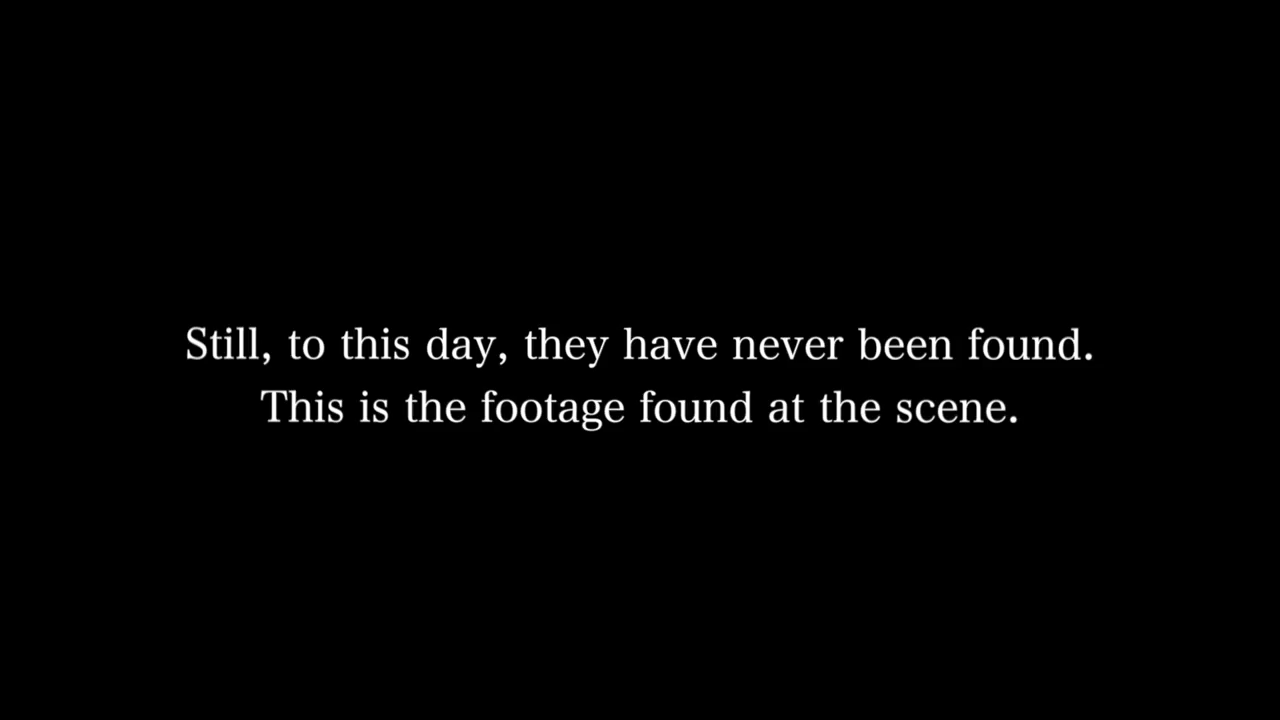 Still, to this day, they have never been found.
This is the footage found at the scene.